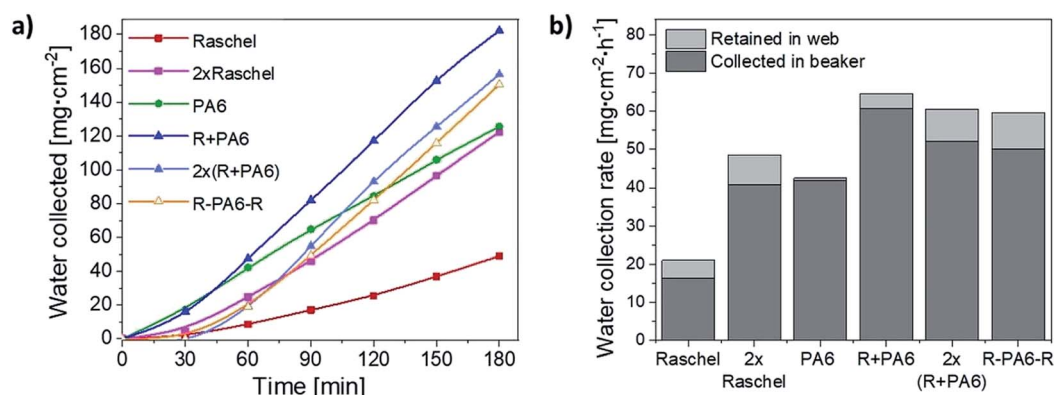 a)
Water collected [mg·cm-2]
180
160
140
120
100
80
60
40
20
0
Raschel
2xRaschel
PA6
R+PA6
2x(R+PA6)
R-PA6-R
0 30 60 90 120 150 180
Time [min]
b)
Water collection rate [mg·cm-2·h-1]
80
70
60
50
40
30
20
10
0
Retained in web
Collected in beaker
Raschel 2x PA6 R+PA6 2x R-PA6-R
Raschel (R+PA6)